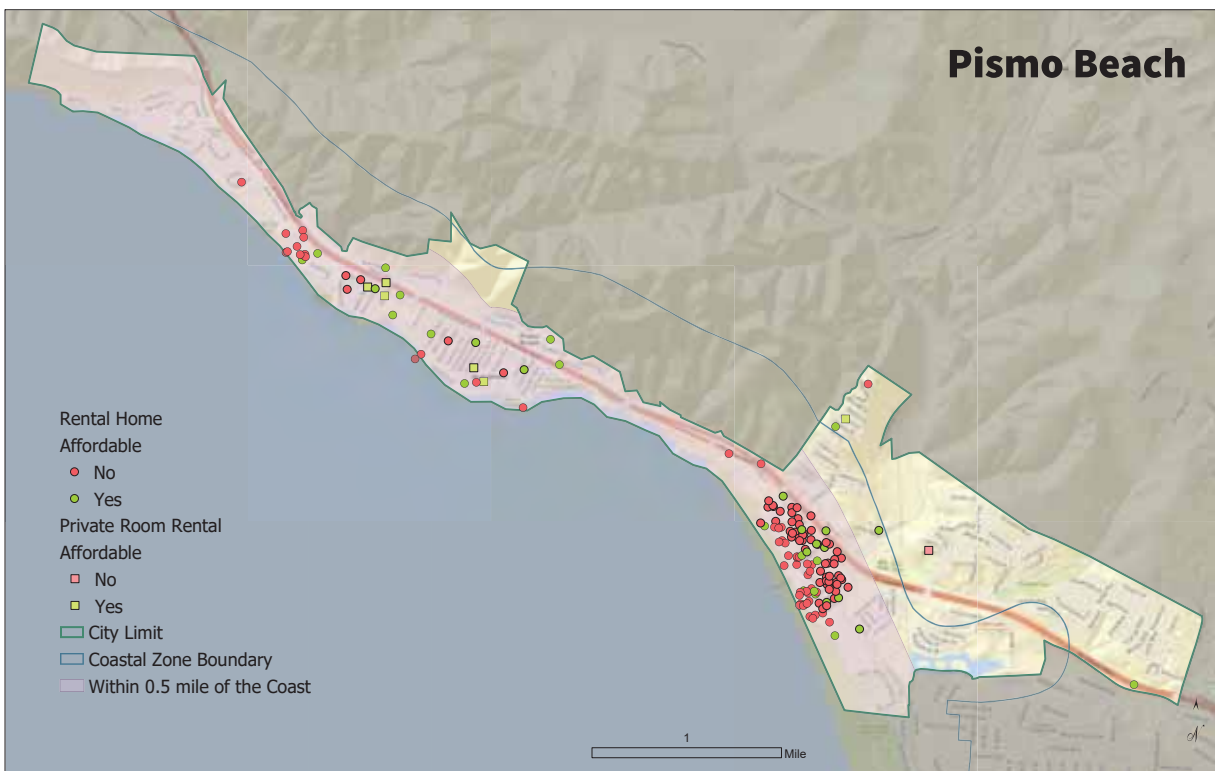 Pismo Beach
Rental Home
Affordable
No
Yes
Private Room Rental
Affordable
No
Yes
City Limit
Coastal Zone Boundary
Within 0.5 mile of the Coast
1
Mile